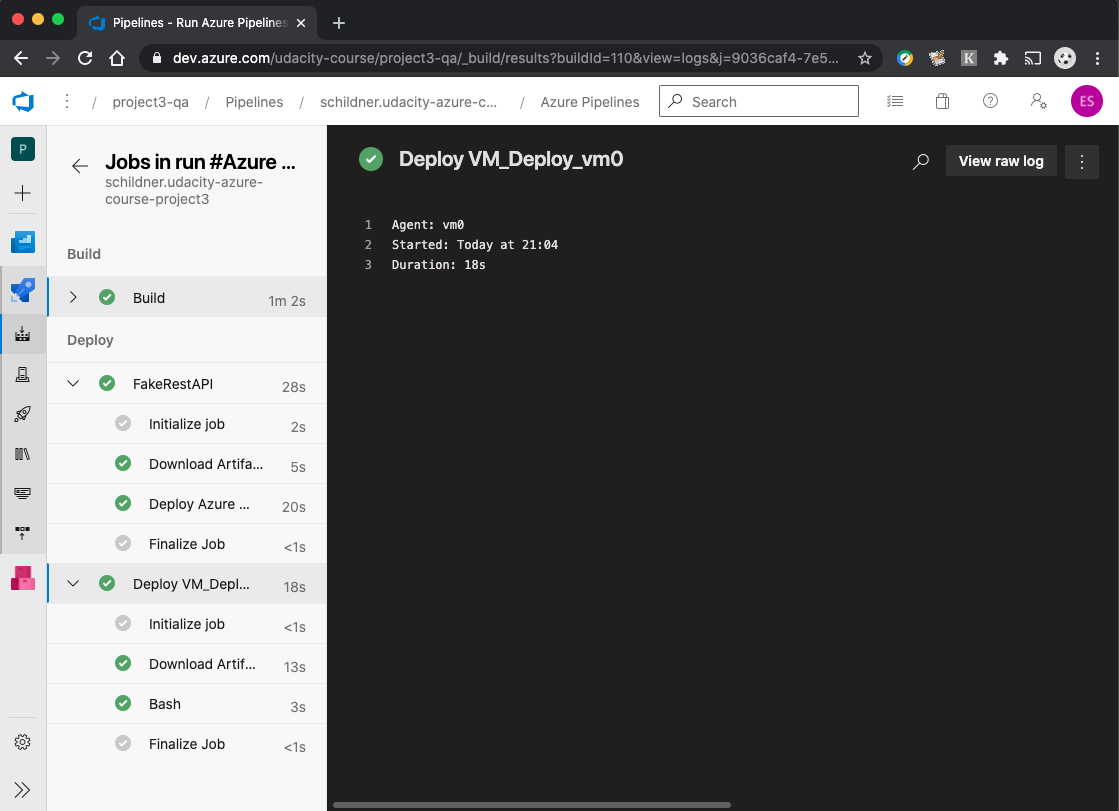 Pipelines - Run Azure Pipelines
dev.azure.com/udacity-course/project3-qa/_build/results?buildId=110&view=logs&j=9036caf4-7e5...
K
/ project3-qa / Pipelines / schildner.udacity-azure-c... / Azure Pipelines
Search
ES
P
Jobs in run #Azure ...
schildner.udacity-azure-
course-project3
Build
Build 1m 2s
Deploy
FakeRestAPI 28s
Initialize job 2s
Download Artifa... 5s
Deploy Azure ... 20s
Finalize Job <1s
Deploy VM_Depl... 18s
Initialize job <1s
Download Artif... 13s
Bash 3s
Finalize Job <1s
Deploy VM_Deploy_vm0
View raw log
1 Agent: vm0
2 Started: Today at 21:04
3 Duration: 18s